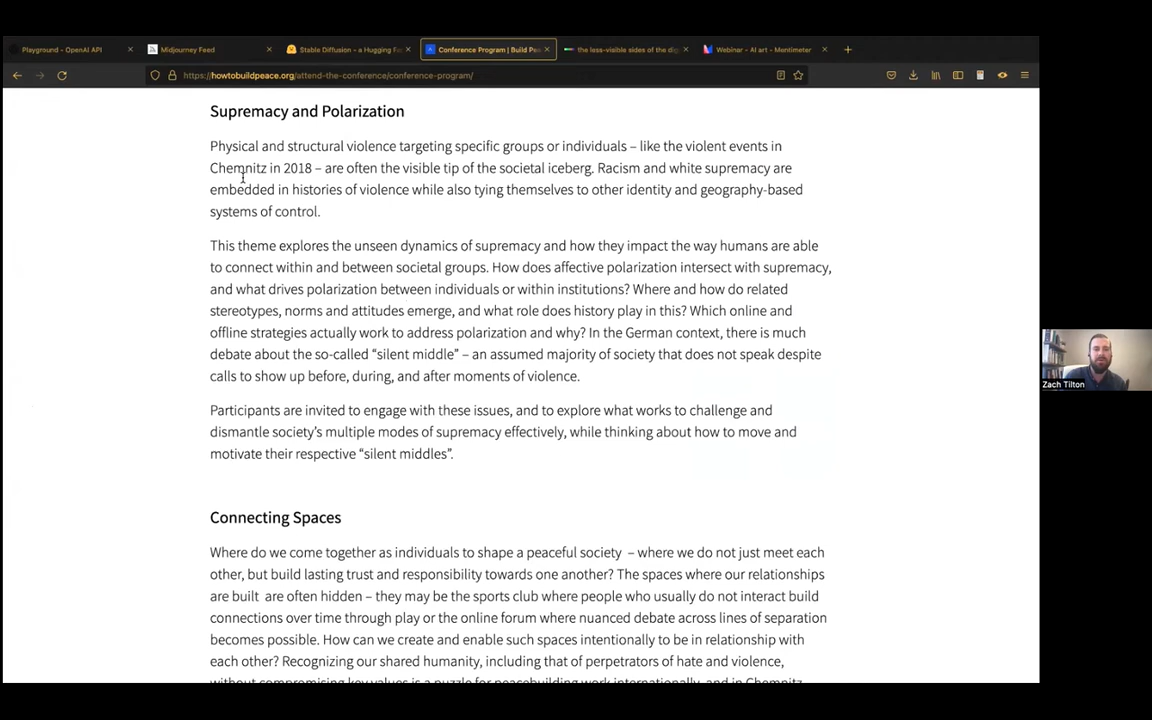 Playground - OpenAI API
Midjourney Feed
Stable Diffusion - a Hugging Fa
Conference Program | Build Pea
the less-visible sides of the dig
Webinar - AI art - Mentimeter
https://howtobuildpeace.org/attend-the-conference/conference-program/
Supremacy and Polarization
Physical and structural violence targeting specific groups or individuals – like the violent events in
Chemnitz in 2018 – are often the visible tip of the societal iceberg. Racism and white supremacy are
embedded in histories of violence while also tying themselves to other identity and geography-based
systems of control.
This theme explores the unseen dynamics of supremacy and how they impact the way humans are able
to connect within and between societal groups. How does affective polarization intersect with supremacy,
and what drives polarization between individuals or within institutions? Where and how do related
stereotypes, norms and attitudes emerge, and what role does history play in this? Which online and
offline strategies actually work to address polarization and why? In the German context, there is much
debate about the so-called “silent middle” – an assumed majority of society that does not speak despite
calls to show up before, during, and after moments of violence.
Participants are invited to engage with these issues, and to explore what works to challenge and
dismantle society’s multiple modes of supremacy effectively, while thinking about how to move and
motivate their respective “silent middles”.
Connecting Spaces
Where do we come together as individuals to shape a peaceful society – where we do not just meet each
other, but build lasting trust and responsibility towards one another? The spaces where our relationships
are built are often hidden – they may be the sports club where people who usually do not interact build
connections over time through play or the online forum where nuanced debate across lines of separation
becomes possible. How can we create and enable such spaces intentionally to be in relationship with
each other? Recognizing our shared humanity, including that of perpetrators of hate and violence,
without compromising key values is a puzzle for peacebuilding work internationally, and in Chemnitz
Zach Tilton